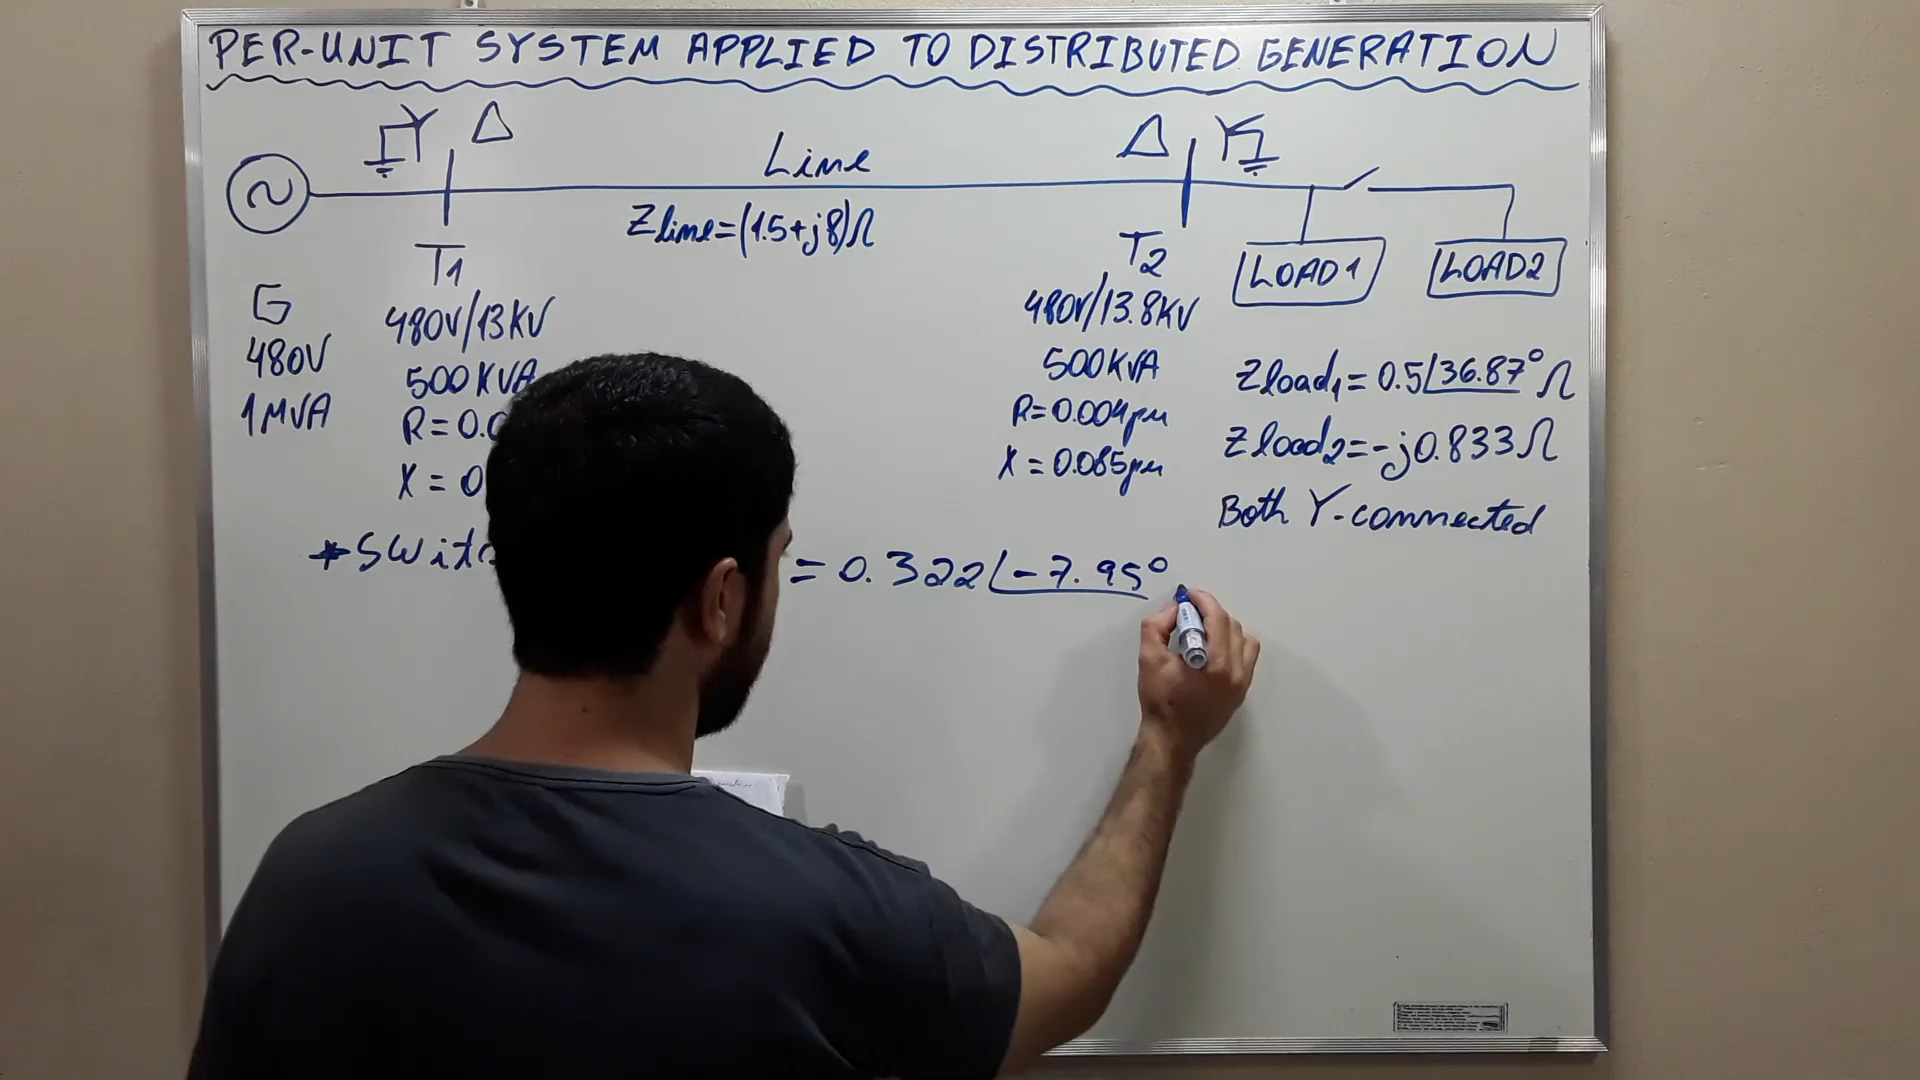 PER-UNIT SYSTEM APPLIED TO DISTRIBUTED GENERATION
Line
Zline=(1.5+j8)Ω
T1
480V/13KV
500KVA
R=0.0
X=0
G
480V
1MVA
T2
480V/13.8KV
500KVA
R=0.004pu
X=0.085pu
LOAD1
LOAD2
Zload1=0.5∠36.87°Ω
Zload2=-j0.833Ω
Both Y-connected
*Switc
=0.322∠-7.95°